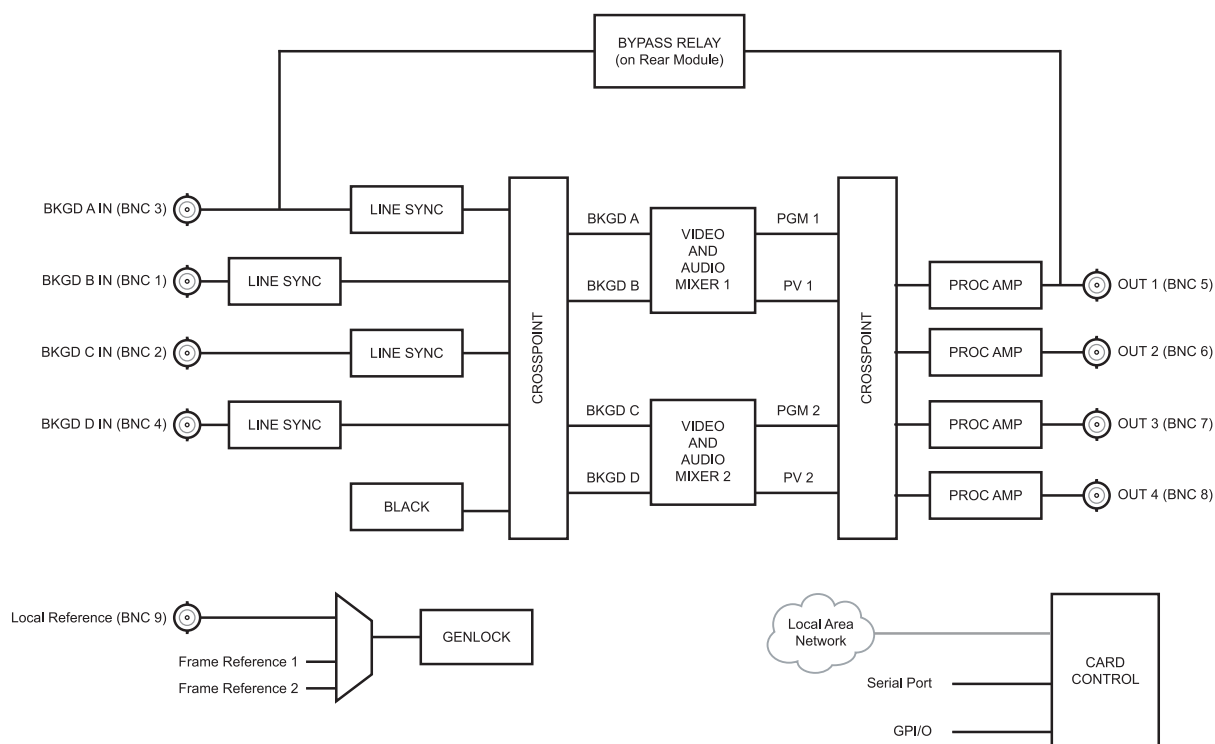 BYPASS RELAY
(on Rear Module)
BKGD A IN (BNC 3)
LINE SYNC
BKGD B IN (BNC 1)
LINE SYNC
BKGD C IN (BNC 2)
LINE SYNC
BKGD D IN (BNC 4)
LINE SYNC
BLACK
CROSSPOINT
BKGD A
BKGD B
VIDEO
AND
AUDIO
MIXER 1
PGM 1
PV 1
BKGD C
BKGD D
VIDEO
AND
AUDIO
MIXER 2
PGM 2
PV 2
CROSSPOINT
PROC AMP
OUT 1 (BNC 5)
PROC AMP
OUT 2 (BNC 6)
PROC AMP
OUT 3 (BNC 7)
PROC AMP
OUT 4 (BNC 8)
Local Reference (BNC 9)
Frame Reference 1
Frame Reference 2
GENLOCK
Local Area
Network
Serial Port
GPI/O
CARD
CONTROL